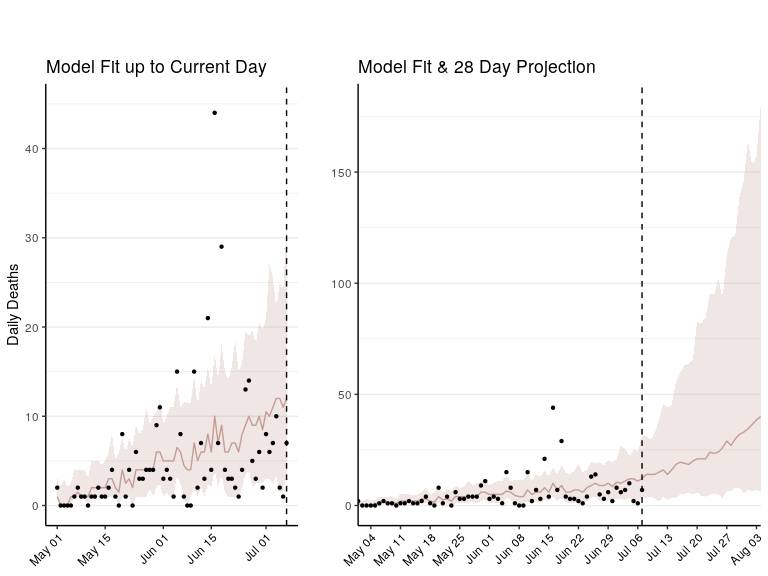 Model Fit up to Current Day
Model Fit & 28 Day Projection
Daily Deaths
40
30
20
10
0
150
100
50
0
May 01
May 15
Jun 01
Jun 15
Jul 01
May 04
May 11
May 18
May 25
Jun 01
Jun 08
Jun 15
Jun 22
Jun 29
Jul 06
Jul 13
Jul 20
Jul 27
Aug 03